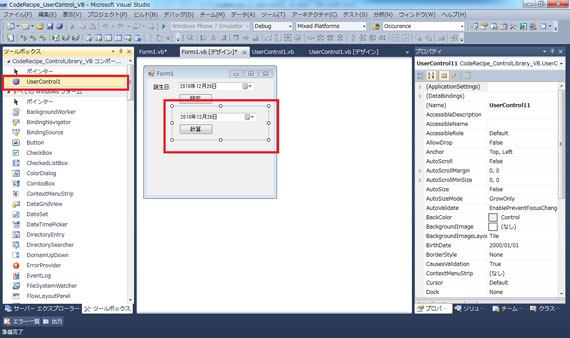 CodeRecipe_UserControl_VB - Microsoft Visual Studio
ファイル(F) 編集(E) 表示(V) プロジェクト(P) ビルド(B) デバッグ(D) チーム(M) データ(A) ツール(T) アーキテクチャ(C) テスト(S) 分析(N) ウィンドウ(W) ヘルプ(H)
Windows Phone 7 Emulator Debug Mixed Platforms Occurence
ツールボックス
CodeRecipe_ControlLibrary_VB コンポー...
ポインター
UserControl1
すべての Windows フォーム
ポインター
BackgroundWorker
BindingNavigator
BindingSource
Button
CheckBox
CheckedListBox
ColorDialog
ComboBox
ContextMenuStrip
DataGridView
DataSet
DateTimePicker
DirectoryEntry
DirectorySearcher
DomainUpDown
ErrorProvider
EventLog
FileSystemWatcher
FlowLayoutPanel
サーバー エクスプローラー ツールボックス
エラー一覧 出力
準備完了
Form1.vb* Form1.vb [デザイン]* UserControl1.vb UserControl1.vb [デザイン]
Form1
誕生日 2010年12月26日
2010年12月26日
計算
プロパティ
UserControl11 CodeRecipe_ControlLibrary_VB.UserCo
(ApplicationSettings)
(DataBindings)
(Name) UserControl11
AccessibleDescription
AccessibleName
AccessibleRole Default
AllowDrop False
Anchor Top, Left
AutoScroll False
AutoScrollMargin 0, 0
AutoScrollMinSize 0, 0
AutoSize False
AutoSizeMode GrowOnly
AutoValidate EnablePreventFocusChang
BackColor Control
BackgroundImage (なし)
BackgroundImageLayou Tile
BirthDate 2000/01/01
BorderStyle None
CausesValidation True
ContextMenuStrip (なし)
Cursor Default
Dock None
プロパ... ソリュ... チーム... クラス...